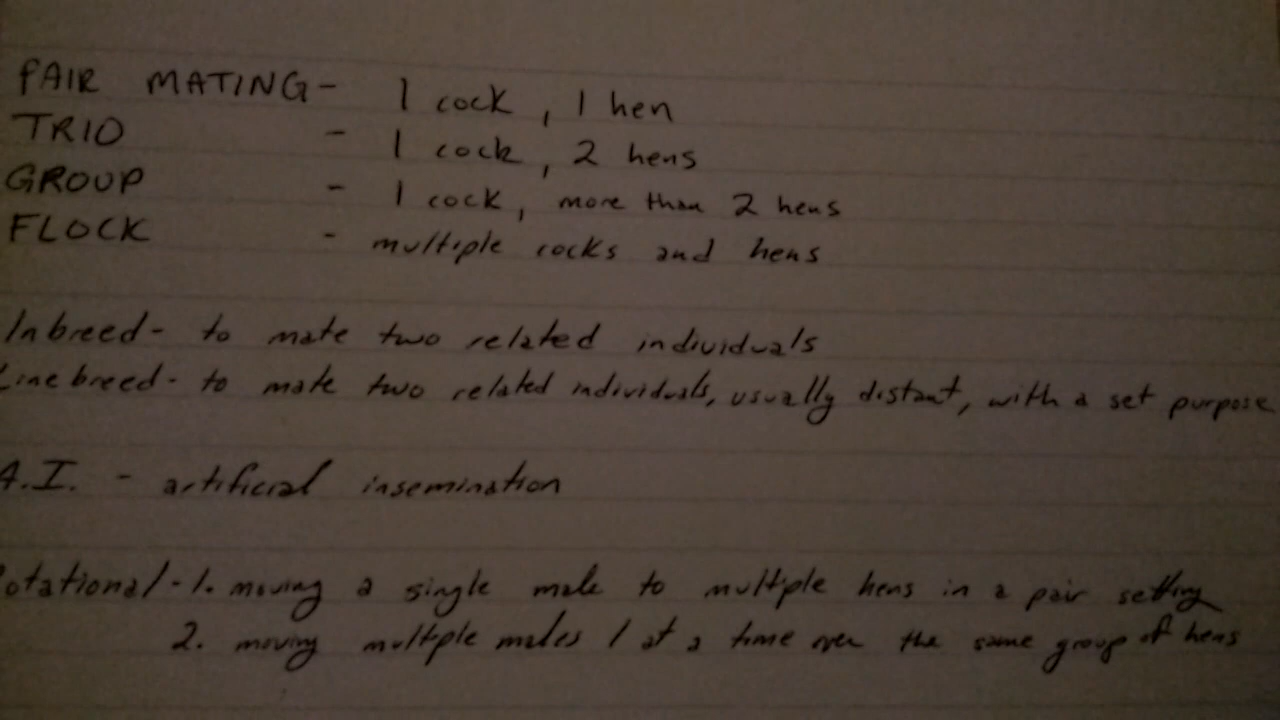 PAIR MATING - 1 cock, 1 hen
TRIO - 1 cock, 2 hens
GROUP - 1 cock, more than 2 hens
FLOCK - multiple cocks and hens
Inbreed - to mate two related individuals
Linebreed - to mate two related individuals, usually distant, with a set purpose
A.I. - artificial insemination
otational - 1. moving a single male to multiple hens in a pair setting
2. moving multiple males 1 at a time over the same group of hens